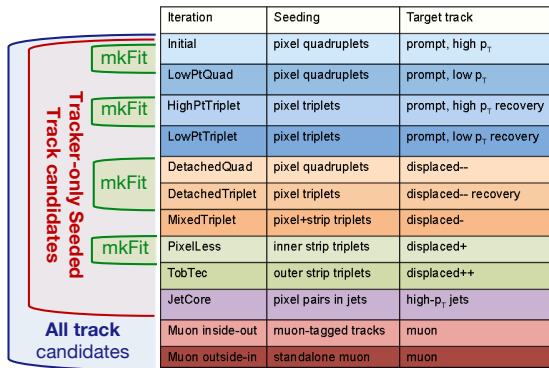 Iteration Seeding Target track
Initial pixel quadruplets prompt, high pT
LowPtQuad pixel quadruplets prompt, low pT
HighPtTriplet pixel triplets prompt, high pT recovery
LowPtTriplet pixel triplets prompt, low pT recovery
DetachedQuad pixel quadruplets displaced--
DetachedTriplet pixel triplets displaced-- recovery
MixedTriplet pixel+strip triplets displaced-
PixelLess inner strip triplets displaced+
TobTec outer strip triplets displaced++
JetCore pixel pairs in jets high-pT jets
Muon inside-out muon-tagged tracks muon
Muon outside-in standalone muon muon
mkFit
mkFit
mkFit
mkFit
Tracker-only Seeded
Track candidates
All track
candidates